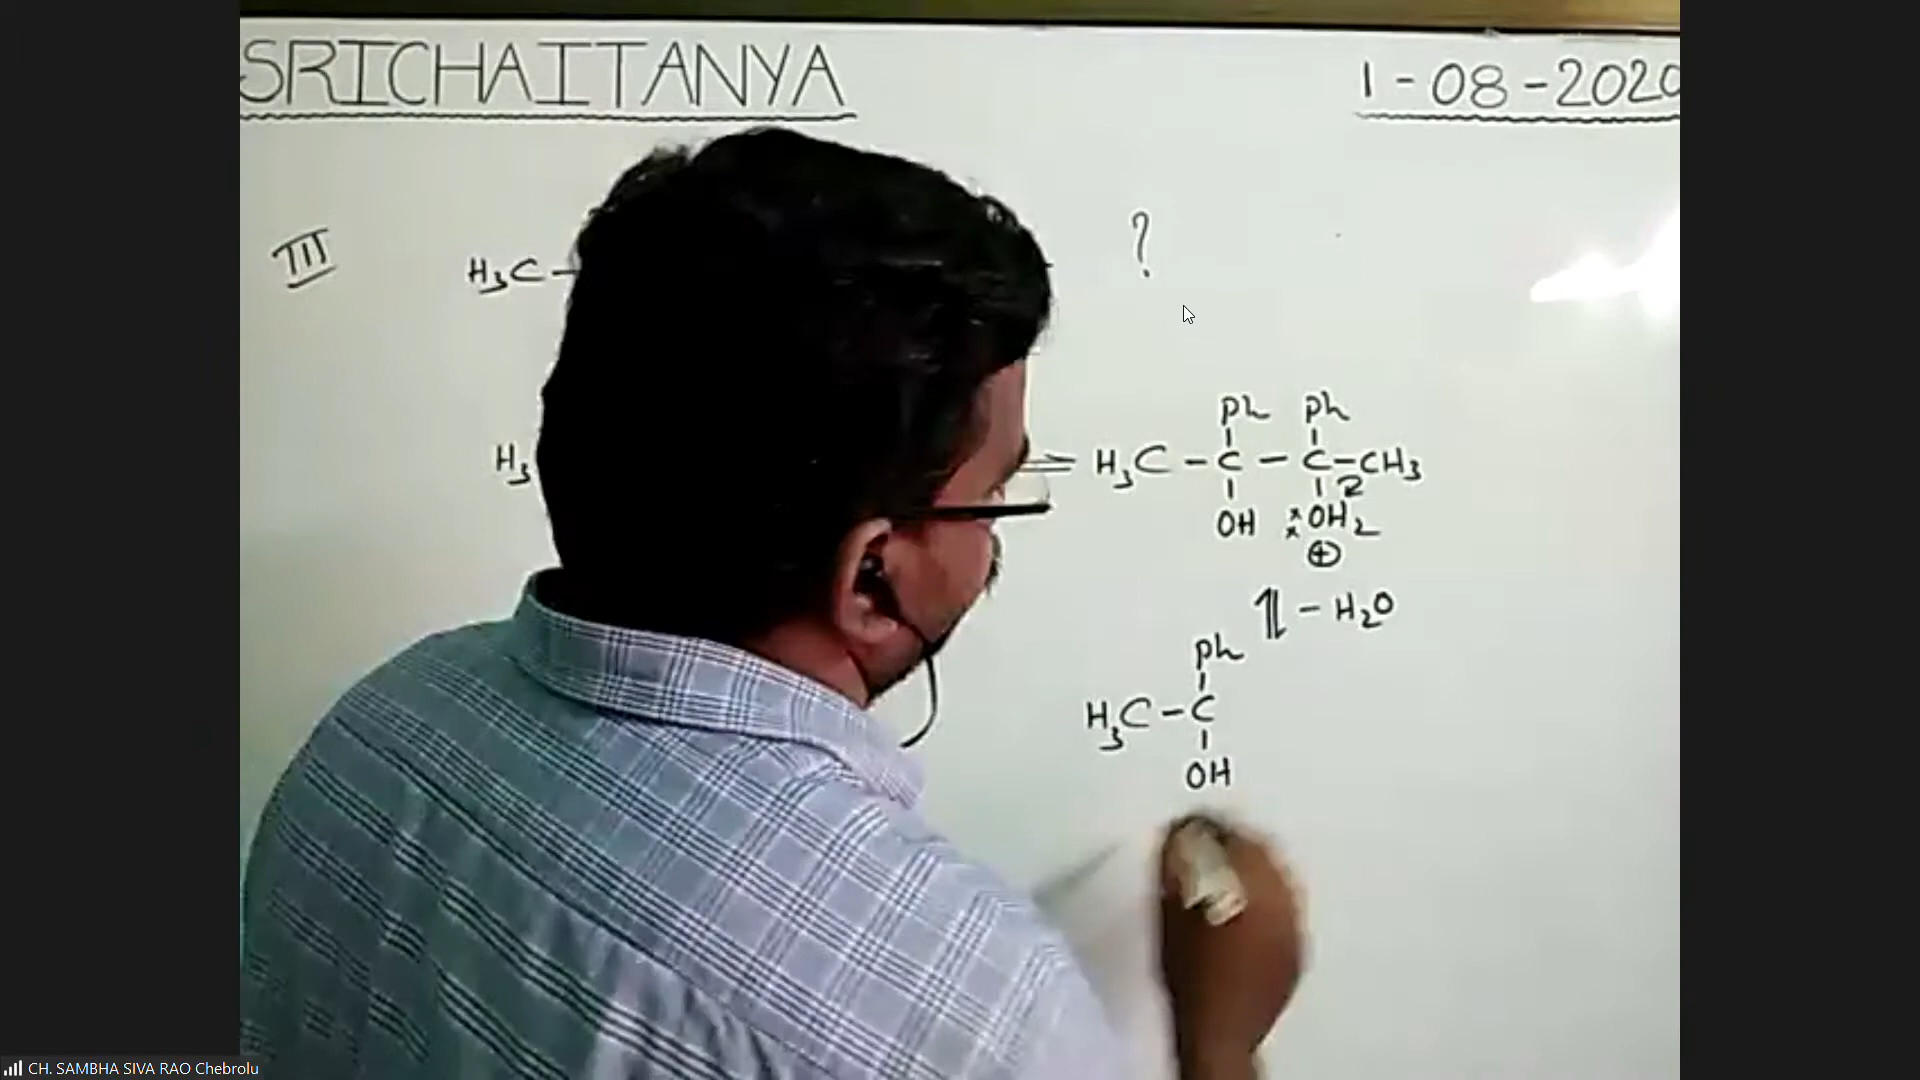 SRICHAITANYA
1-08-2020
III
H3C-
?
Ph Ph
H3
H3C-C-C-CH3
OH OH2
⊕
-H2O
Ph
H3C-C
OH
CH. SAMBHA SIVA RAO Chebrolu